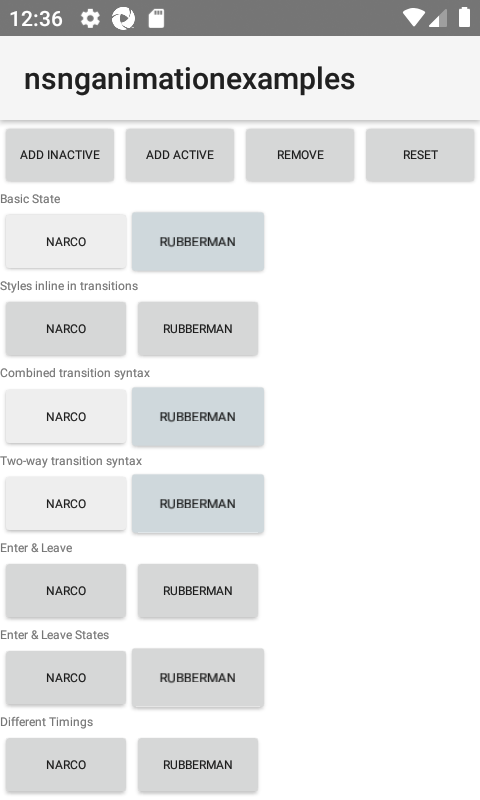 12:36
nsnganimationexamples
ADD INACTIVE ADD ACTIVE REMOVE RESET
Basic State
NARCO RUBBERMAN
Styles inline in transitions
NARCO RUBBERMAN
Combined transition syntax
NARCO RUBBERMAN
Two-way transition syntax
NARCO RUBBERMAN
Enter & Leave
NARCO RUBBERMAN
Enter & Leave States
NARCO RUBBERMAN
Different Timings
NARCO RUBBERMAN